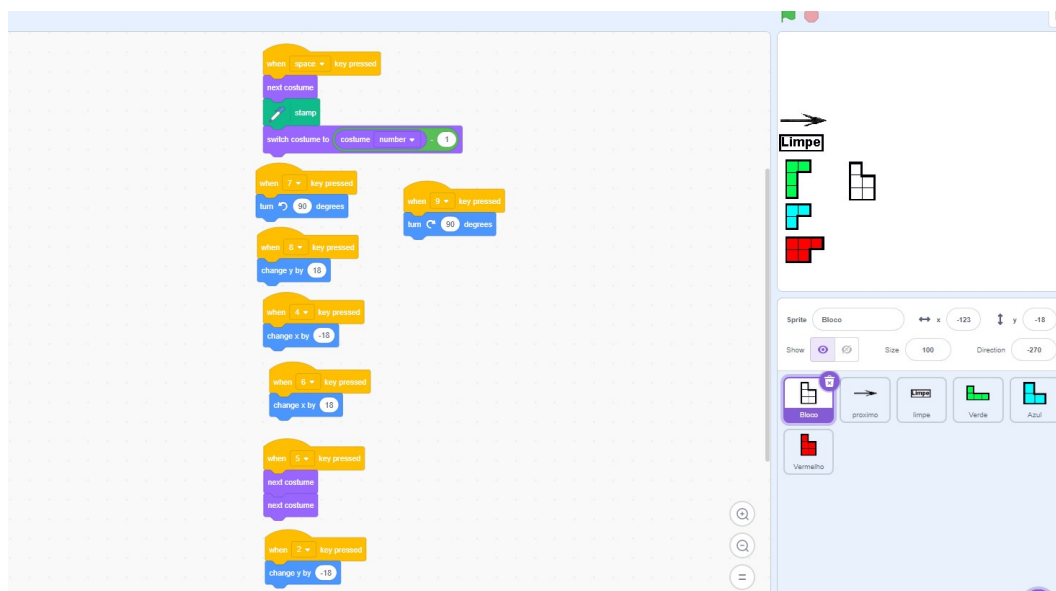 when space key pressed
next costume
stamp
switch costume to costume number - 1
when 7 key pressed
turn 90 degrees
when 9 key pressed
turn 90 degrees
when 8 key pressed
change y by 18
when 4 key pressed
change x by -18
when 6 key pressed
change x by 18
when 5 key pressed
next costume
next costume
when 2 key pressed
change y by -18
Limpe
Sprite Bloco x -123 y -18
Show Size 100 Direction -270
Limpe
Bloco proximo limpe Verde Azul
Vermelho